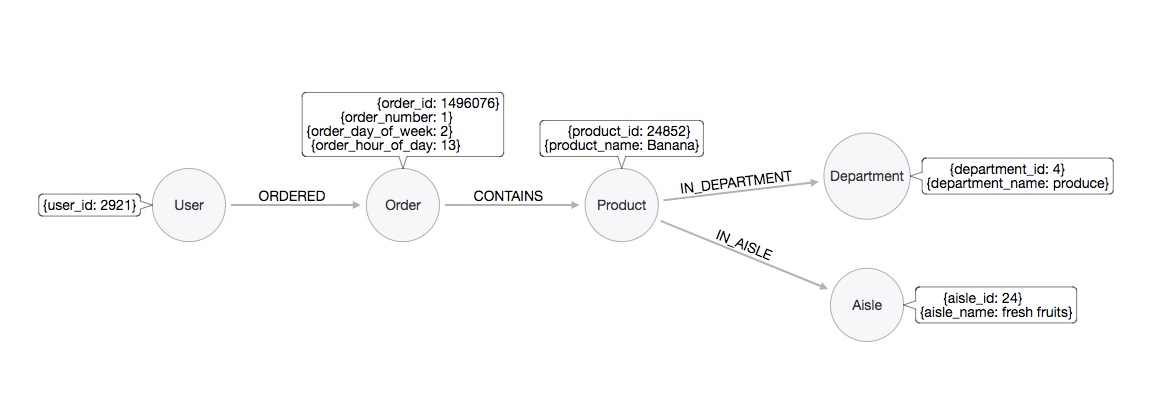 {user_id: 2921}
User
ORDERED
{order_id: 1496076}
{order_number: 1}
{order_day_of_week: 2}
{order_hour_of_day: 13}
Order
CONTAINS
{product_id: 24852}
{product_name: Banana}
Product
IN_DEPARTMENT
Department
{department_id: 4}
{department_name: produce}
IN_AISLE
Aisle
{aisle_id: 24}
{aisle_name: fresh fruits}